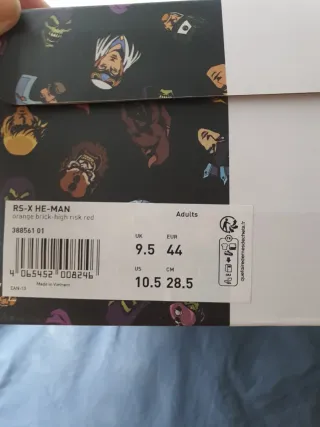 RS-X HE-MAN
orange brick-high risk red
388561 01
Adults
UK EUR
9.5 44
US CM
10.5 28.5
4 065452 008246
Made in Vietnam